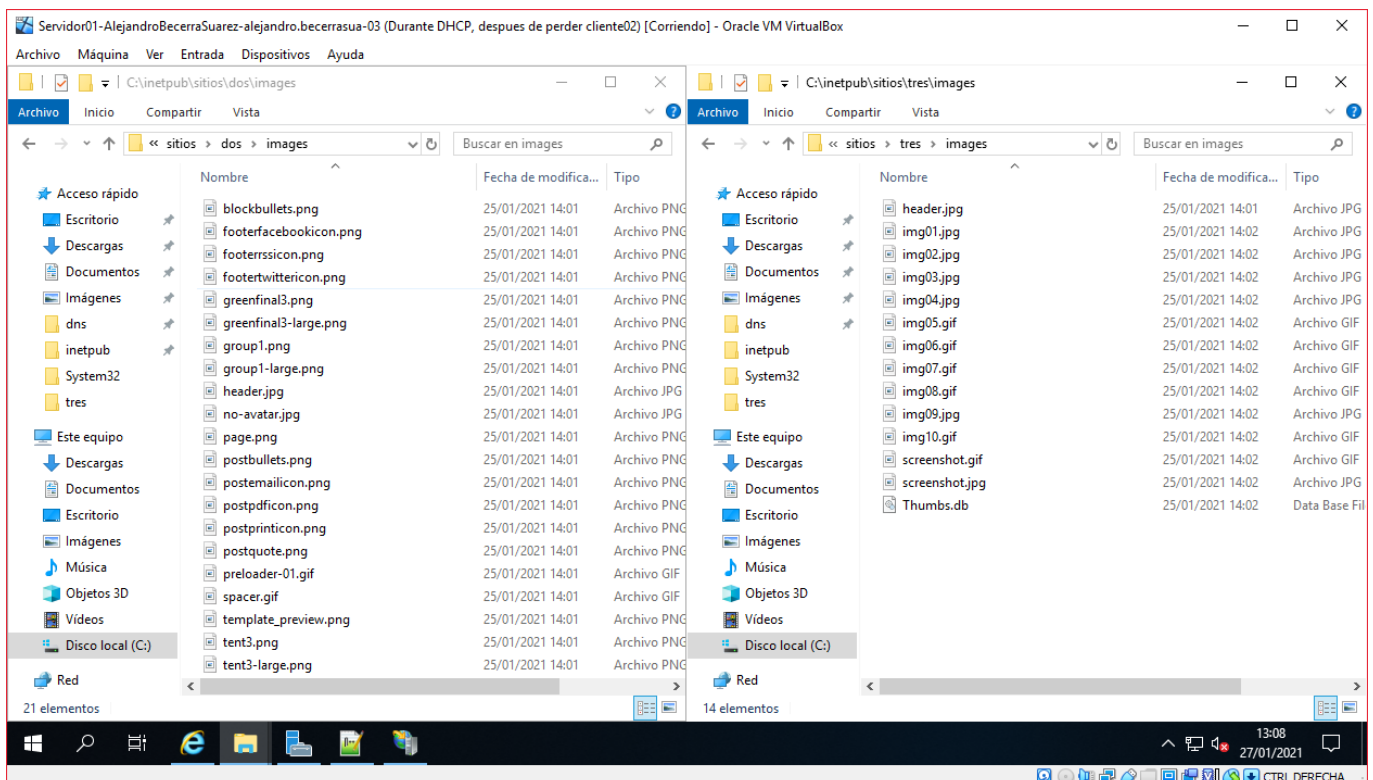 Servidor01-AlejandroBecerraSuarez-alejandro.becerrasua-03 (Durante DHCP, despues de perder cliente02) [Corriendo] - Oracle VM VirtualBox
Archivo Máquina Ver Entrada Dispositivos Ayuda
C:\inetpub\sitios\dos\images
Archivo Inicio Compartir Vista
« sitios > dos > images Buscar en images
Nombre Fecha de modifica... Tipo
Acceso rápido
Escritorio
Descargas
Documentos
Imágenes
dns
inetpub
System32
tres
Este equipo
Descargas
Documentos
Escritorio
Imágenes
Música
Objetos 3D
Vídeos
Disco local (C:)
Red
blockbullets.png 25/01/2021 14:01 Archivo PNG
footerfacebookicon.png 25/01/2021 14:01 Archivo PNG
footerrssicon.png 25/01/2021 14:01 Archivo PNG
footertwittericon.png 25/01/2021 14:01 Archivo PNG
greenfinal3.png 25/01/2021 14:01 Archivo PNG
greenfinal3-large.png 25/01/2021 14:01 Archivo PNG
group1.png 25/01/2021 14:01 Archivo PNG
group1-large.png 25/01/2021 14:01 Archivo PNG
header.jpg 25/01/2021 14:01 Archivo JPG
no-avatar.jpg 25/01/2021 14:01 Archivo JPG
page.png 25/01/2021 14:01 Archivo PNG
postbullets.png 25/01/2021 14:01 Archivo PNG
postemailicon.png 25/01/2021 14:01 Archivo PNG
postpdficon.png 25/01/2021 14:01 Archivo PNG
postprinticon.png 25/01/2021 14:01 Archivo PNG
postquote.png 25/01/2021 14:01 Archivo PNG
preloader-01.gif 25/01/2021 14:01 Archivo GIF
spacer.gif 25/01/2021 14:01 Archivo GIF
template_preview.png 25/01/2021 14:01 Archivo PNG
tent3.png 25/01/2021 14:01 Archivo PNG
tent3-large.png 25/01/2021 14:01 Archivo PNG
21 elementos
C:\inetpub\sitios\tres\images
Archivo Inicio Compartir Vista
« sitios > tres > images Buscar en images
Nombre Fecha de modifica... Tipo
Acceso rápido
Escritorio
Descargas
Documentos
Imágenes
dns
inetpub
System32
tres
Este equipo
Descargas
Documentos
Escritorio
Imágenes
Música
Objetos 3D
Vídeos
Disco local (C:)
Red
header.jpg 25/01/2021 14:01 Archivo JPG
img01.jpg 25/01/2021 14:02 Archivo JPG
img02.jpg 25/01/2021 14:02 Archivo JPG
img03.jpg 25/01/2021 14:02 Archivo JPG
img04.jpg 25/01/2021 14:02 Archivo JPG
img05.gif 25/01/2021 14:02 Archivo GIF
img06.gif 25/01/2021 14:02 Archivo GIF
img07.gif 25/01/2021 14:02 Archivo GIF
img08.gif 25/01/2021 14:02 Archivo GIF
img09.jpg 25/01/2021 14:02 Archivo JPG
img10.gif 25/01/2021 14:02 Archivo GIF
screenshot.gif 25/01/2021 14:02 Archivo GIF
screenshot.jpg 25/01/2021 14:02 Archivo JPG
Thumbs.db 25/01/2021 14:02 Data Base Fil
14 elementos
13:08
27/01/2021
CTRL DERECHA